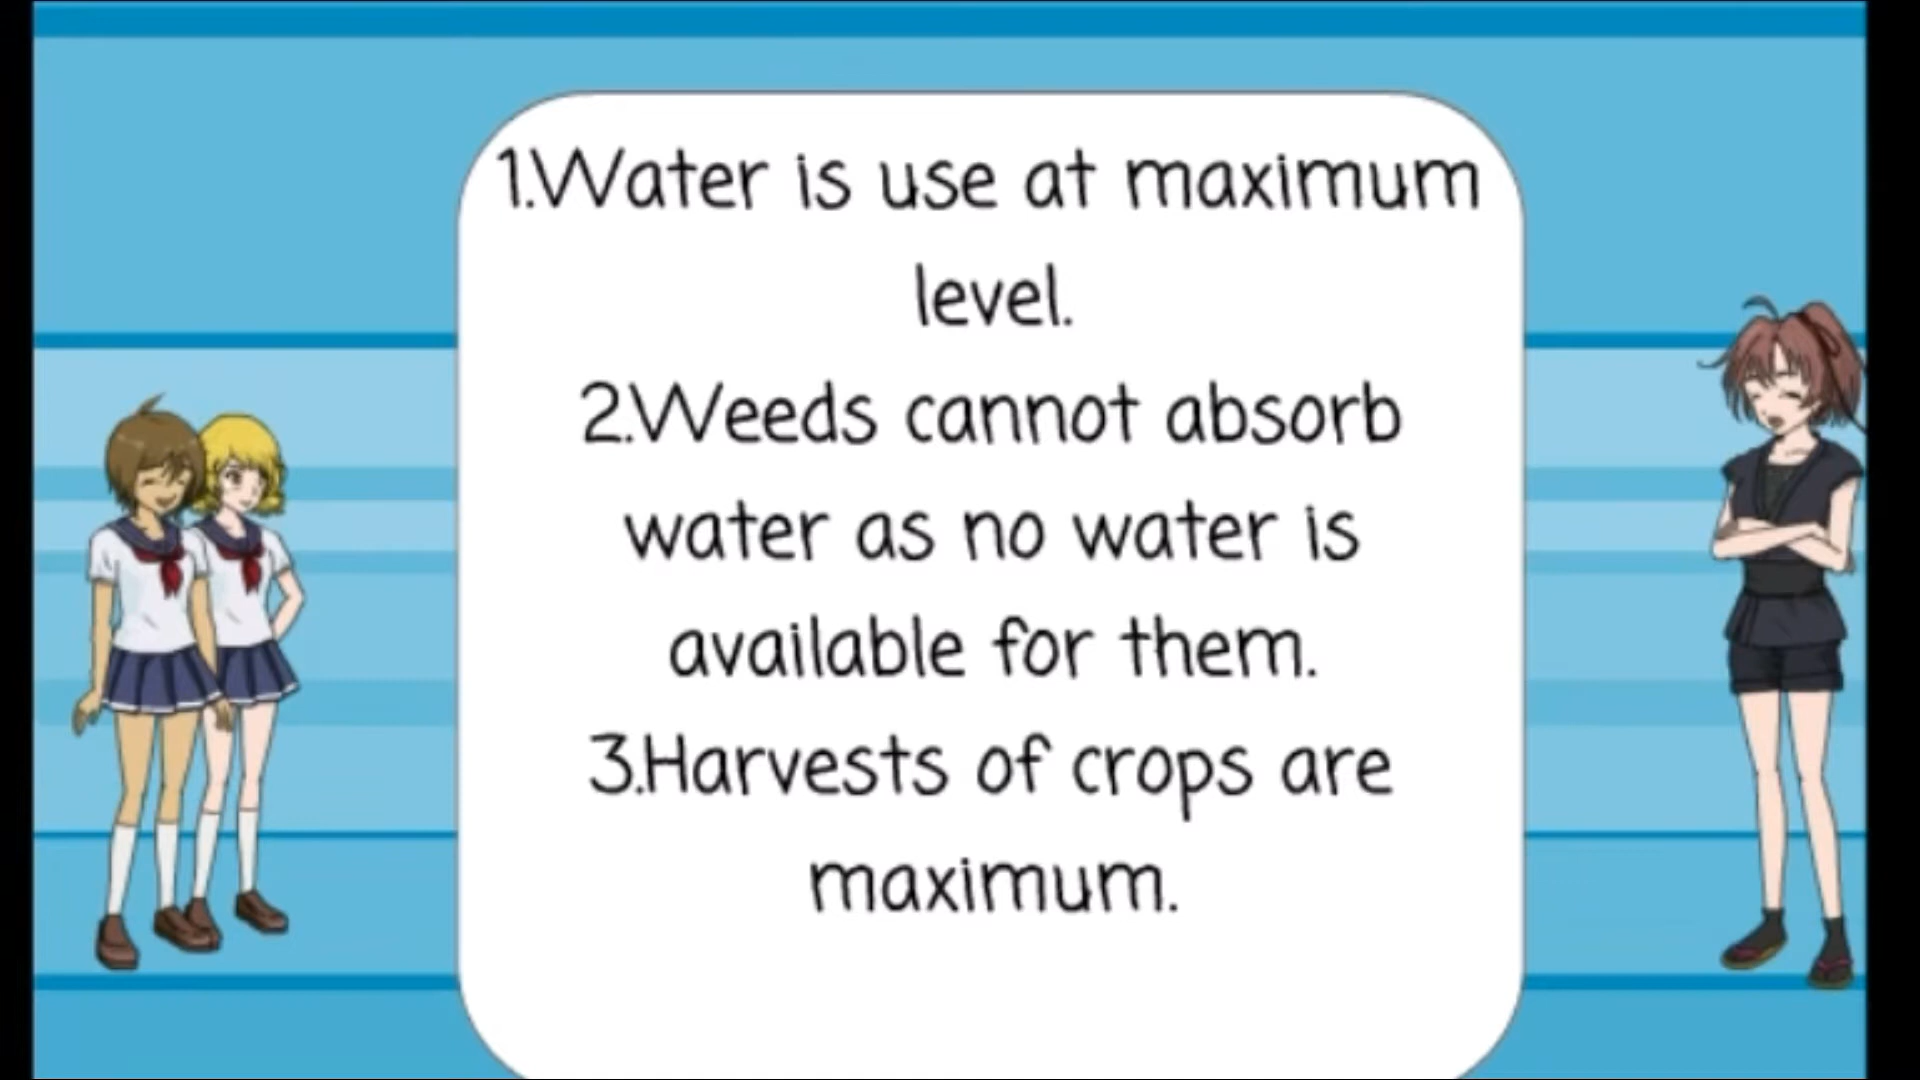 1.Water is use at maximum
level.
2.Weeds cannot absorb
water as no water is
available for them.
3.Harvests of crops are
maximum.